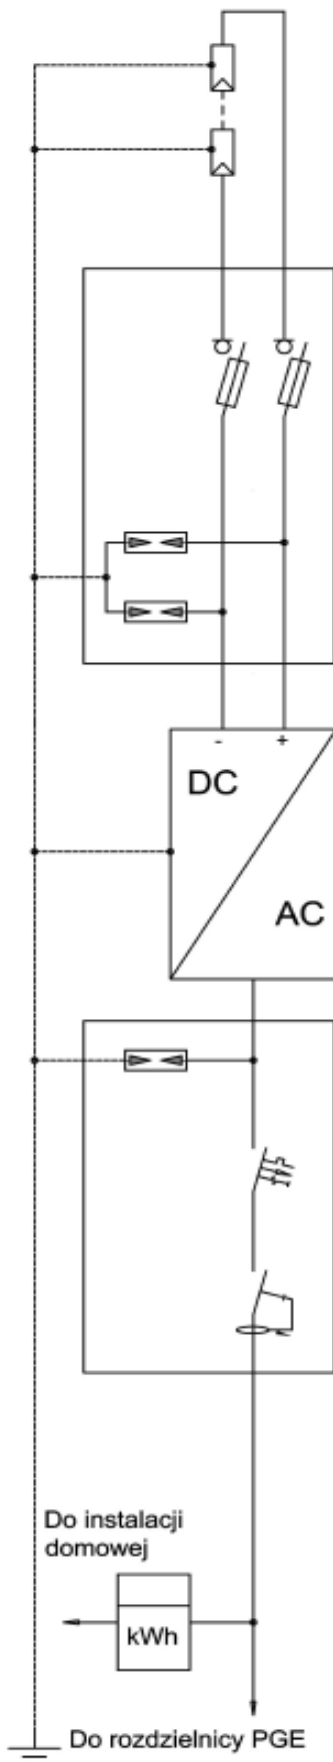 - +
DC
AC
Do instalacji
domowej
kWh
Do rozdzielnicy PGE